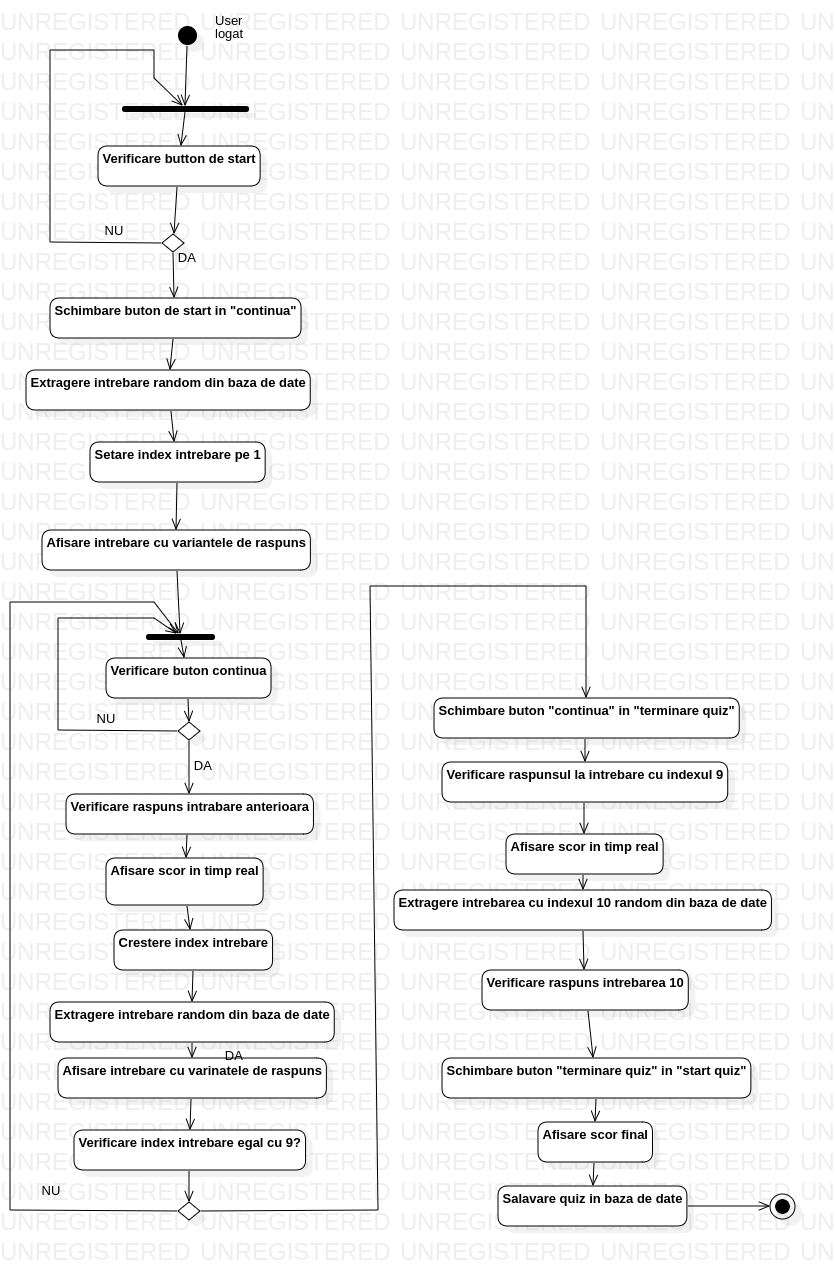 User
logat
Verificare button de start
NU
DA
Schimbare buton de start in "continua"
Extragere intrebare random din baza de date
Setare index intrebare pe 1
Afisare intrebare cu variantele de raspuns
Verificare buton continua
NU
DA
Verificare raspuns intrabare anterioara
Afisare scor in timp real
Crestere index intrebare
Extragere intrebare random din baza de date
DA
Afisare intrebare cu varinatele de raspuns
Verificare index intrebare egal cu 9?
NU
Schimbare buton "continua" in "terminare quiz"
Verificare raspunsul la intrebare cu indexul 9
Afisare scor in timp real
Extragere intrebarea cu indexul 10 random din baza de date
Verificare raspuns intrebarea 10
Schimbare buton "terminare quiz" in "start quiz"
Afisare scor final
Salavare quiz in baza de date
UNREGISTERED